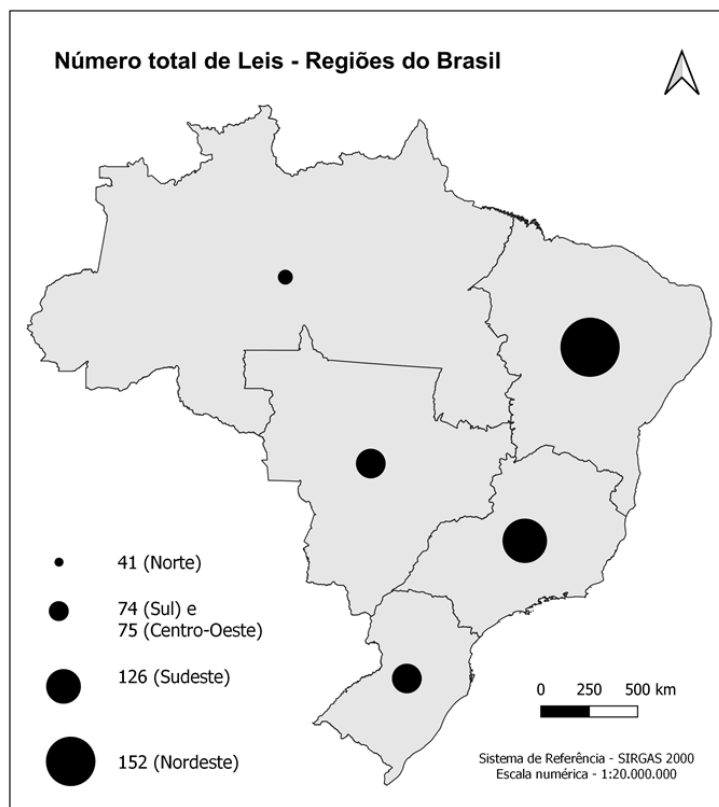 Número total de Leis - Regiões do Brasil
41 (Norte)
74 (Sul) e
75 (Centro-Oeste)
126 (Sudeste)
152 (Nordeste)
0 250 500 km
Sistema de Referência - SIRGAS 2000
Escala numérica - 1:20.000.000